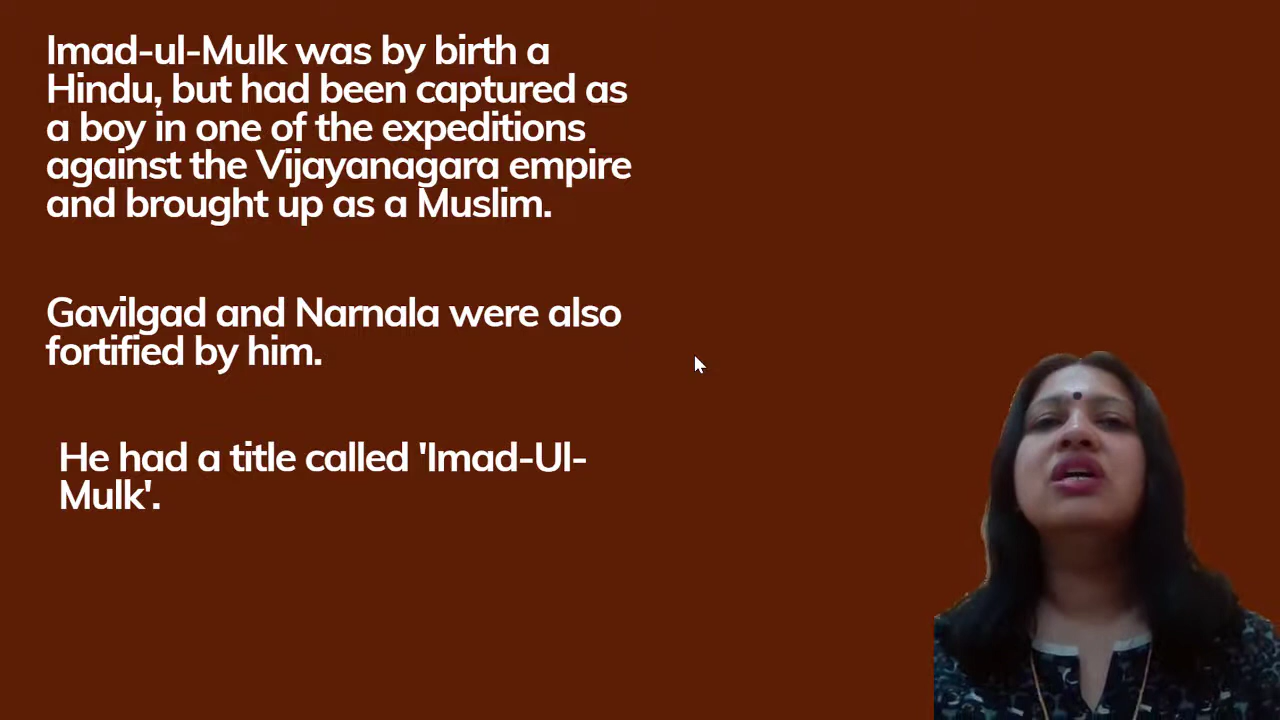 Imad-ul-Mulk was by birth a
Hindu, but had been captured as
a boy in one of the expeditions
against the Vijayanagara empire
and brought up as a Muslim.
Gavilgad and Narnala were also
fortified by him.
He had a title called 'Imad-Ul-
Mulk'.